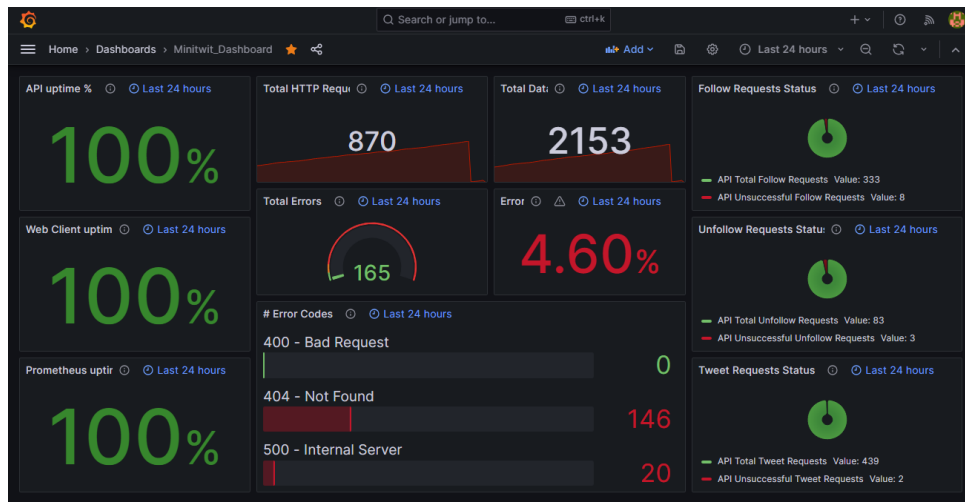 Search or jump to...
ctrl+k
Home › Dashboards › Minitwit_Dashboard
Add
Last 24 hours
API uptime %
Last 24 hours
100%
Total HTTP Requ
Last 24 hours
870
Total Data
Last 24 hours
2153
Follow Requests Status
Last 24 hours
API Total Follow Requests Value: 333
API Unsuccessful Follow Requests Value: 8
Total Errors
Last 24 hours
165
Error
Last 24 hours
4.60%
Web Client uptim
Last 24 hours
100%
Unfollow Requests Status
Last 24 hours
API Total Unfollow Requests Value: 83
API Unsuccessful Unfollow Requests Value: 3
# Error Codes
Last 24 hours
400 - Bad Request
0
404 - Not Found
146
500 - Internal Server
20
Prometheus uptir
Last 24 hours
100%
Tweet Requests Status
Last 24 hours
API Total Tweet Requests Value: 439
API Unsuccessful Tweet Requests Value: 2